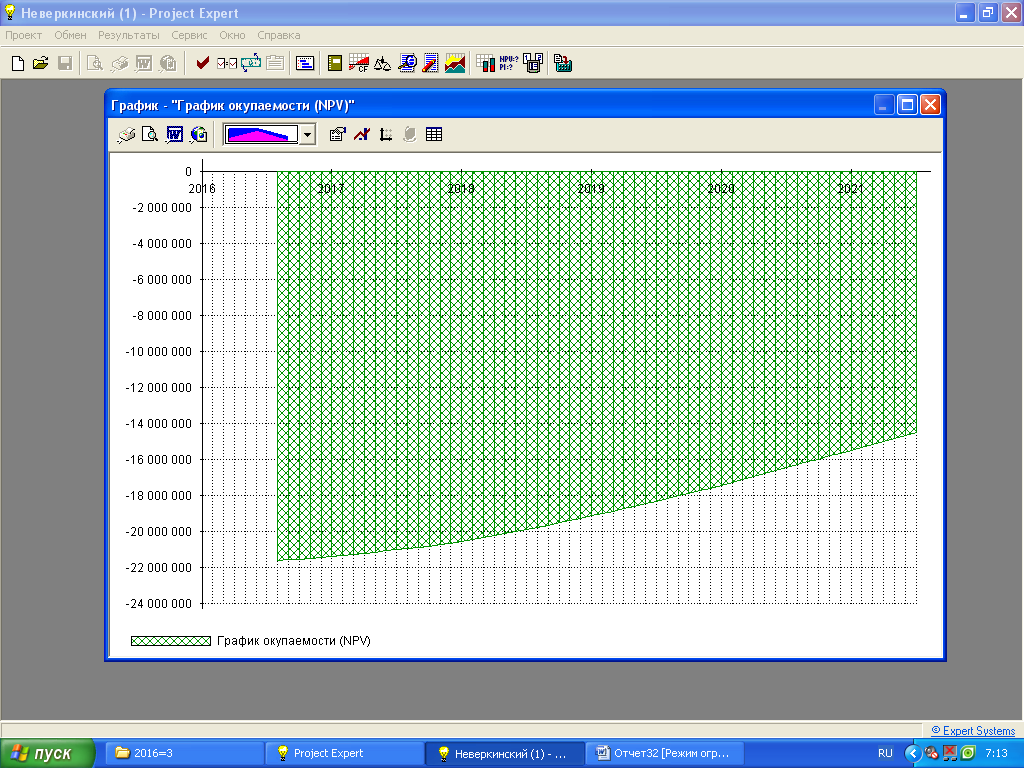 Неверкинский (1) - Project Expert
Проект Обмен Результаты Сервис Окно Справка
CF NPV:? PI:?
График - "График окупаемости (NPV)"
0
2016 2017 2018 2019 2020 2021
-2 000 000
-4 000 000
-6 000 000
-8 000 000
-10 000 000
-12 000 000
-14 000 000
-16 000 000
-18 000 000
-20 000 000
-22 000 000
-24 000 000
График окупаемости (NPV)
© Expert Systems
пуск 2016=3 Project Expert Неверкинский (1) - ... Отчет32 [Режим огр... RU 7:13